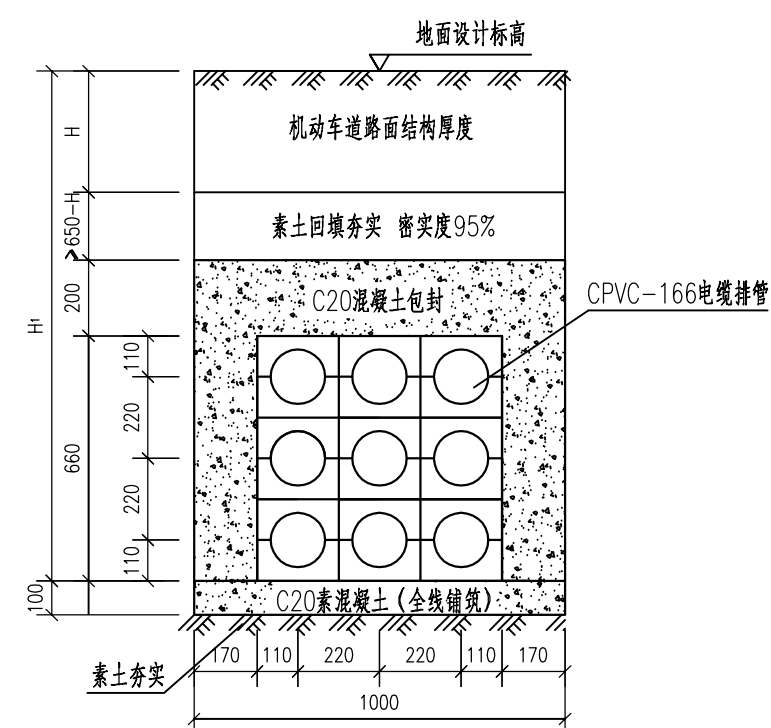 地面设计标高
机动车道路面结构厚度
素土回填夯实 密实度95%
C20混凝土包封
CPVC-166电缆排管
H
650-H
200
H1
660
110
220
220
110
100
C20素混凝土（全线铺筑）
素土夯实
170
110
220
220
110
170
1000